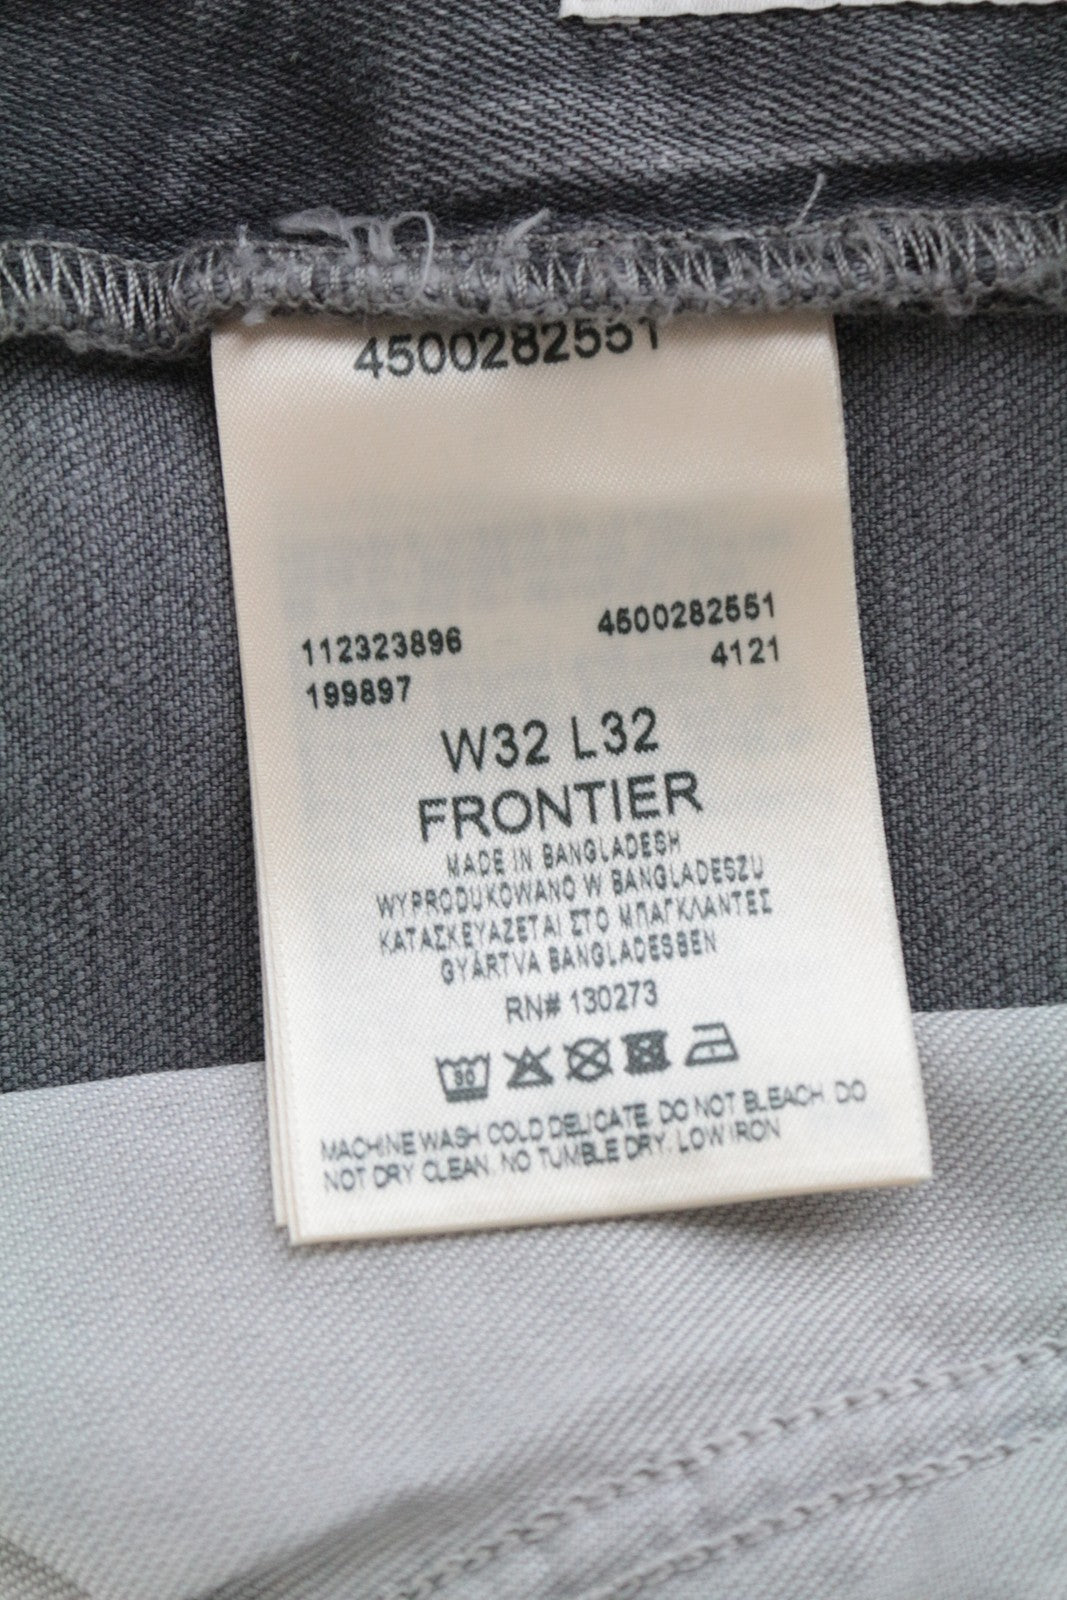 4500282551
112323896 4500282551
199897 4121
W32 L32
FRONTIER
MADE IN BANGLADESH
WYPRODUKOWANO W BANGLADESZU
ΚΑΤΑΣΚΕΥΑΖΕΤΑΙ ΣΤΟ ΜΠΑΓΚΛΑΝΤΕΣ
GYÁRTVA BANGLADESBEN
RN# 130273
30
MACHINE WASH COLD DELICATE. DO NOT BLEACH. DO
NOT DRY CLEAN. NO TUMBLE DRY. LOW IRON